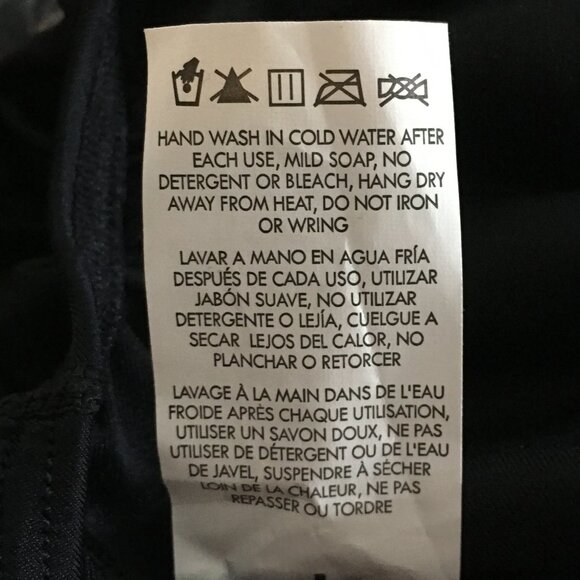 HAND WASH IN COLD WATER AFTER
EACH USE, MILD SOAP, NO
DETERGENT OR BLEACH, HANG DRY
AWAY FROM HEAT, DO NOT IRON
OR WRING
LAVAR A MANO EN AGUA FRÍA
DESPUÉS DE CADA USO, UTILIZAR
JABÓN SUAVE, NO UTILIZAR
DETERGENTE O LEJÍA, CUELGUE A
SECAR LEJOS DEL CALOR, NO
PLANCHAR O RETORCER
LAVAGE À LA MAIN DANS DE L'EAU
FROIDE APRÈS CHAQUE UTILISATION,
UTILISER UN SAVON DOUX, NE PAS
UTILISER DE DÉTERGENT OU DE L'EAU
DE JAVEL, SUSPENDRE À SÉCHER
LOIN DE LA CHALEUR, NE PAS
REPASSER OU TORDRE